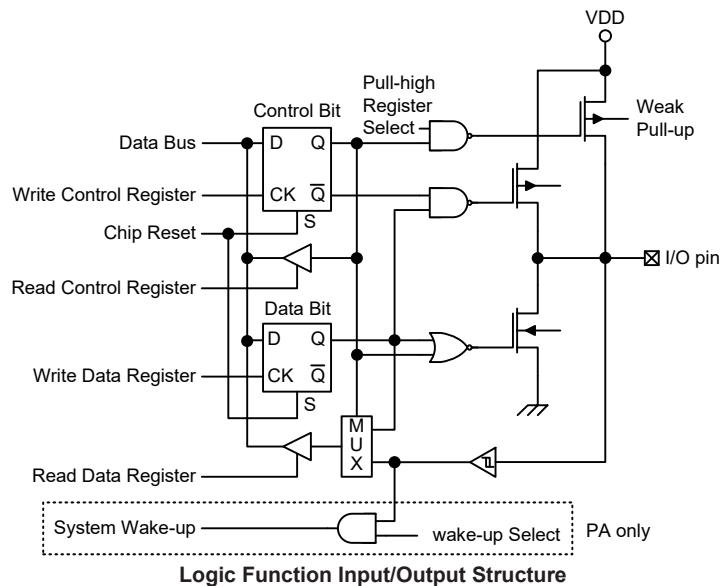 VDD
Pull-high
Register
Select
Control Bit
Weak
Pull-up
Data Bus
D
Q
Write Control Register
CK
Q
S
Chip Reset
I/O pin
Read Control Register
Data Bit
D
Q
Write Data Register
CK
Q
S
M
U
X
Read Data Register
System Wake-up
wake-up Select
PA only
Logic Function Input/Output Structure